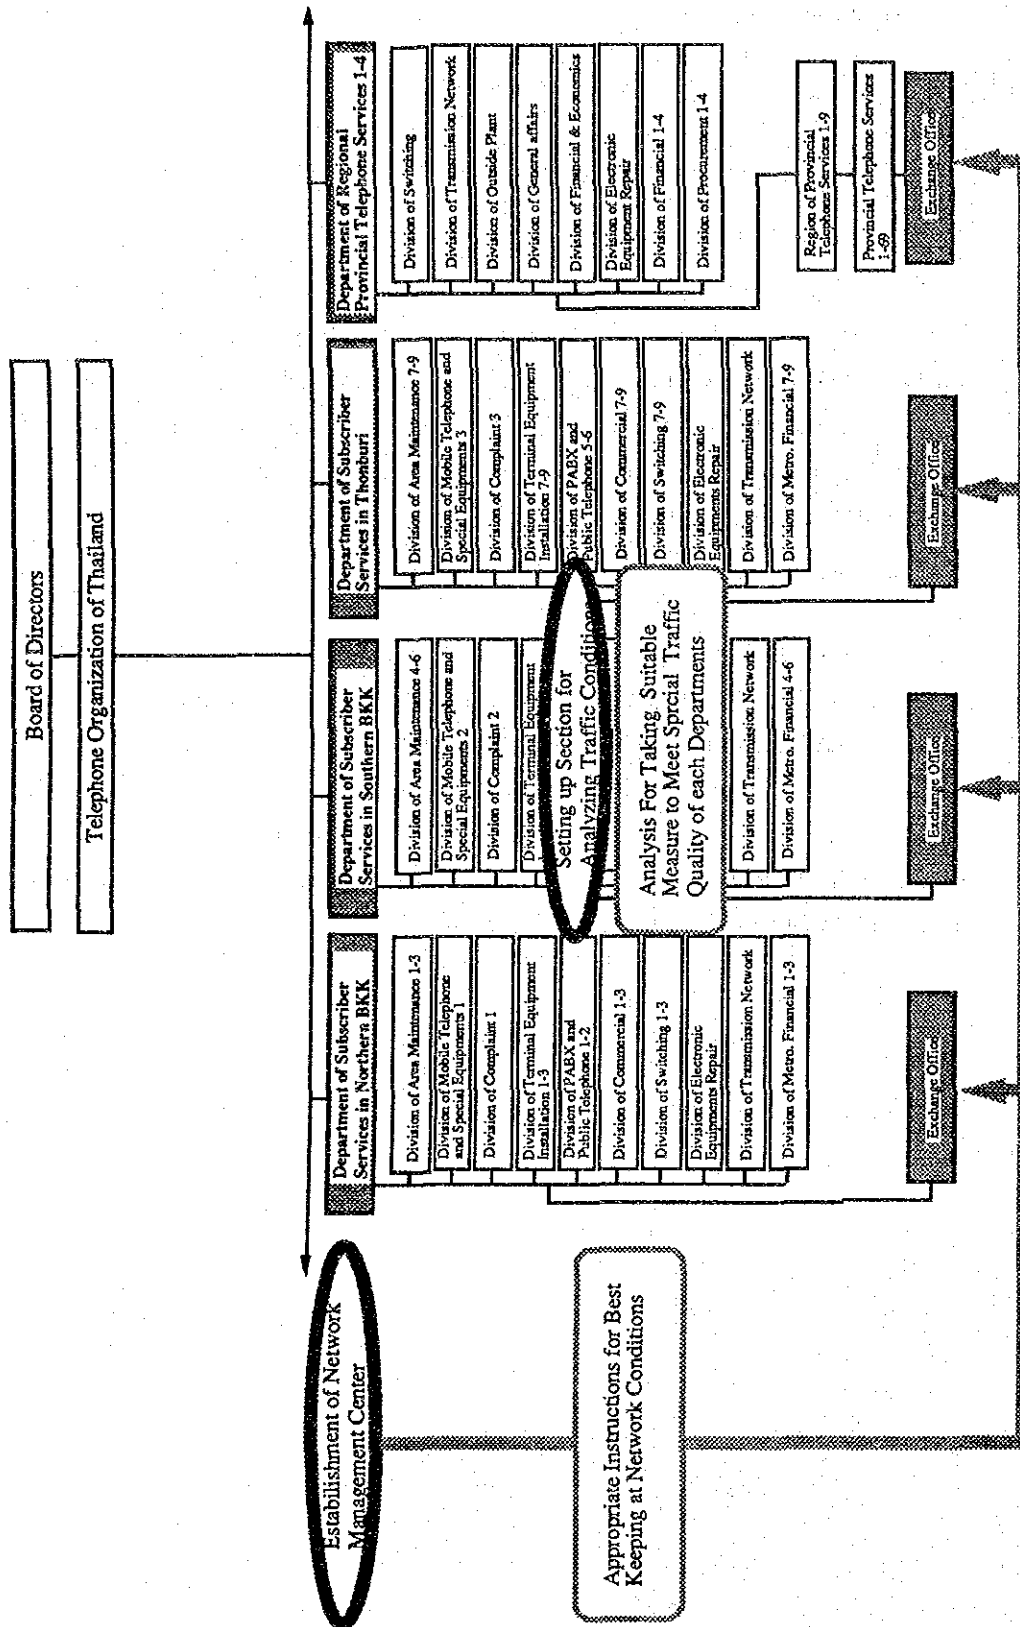 Board of Directors
Telephone Organization of Thailand
Estabilishment of Network
Management Center
Appropriate Instructions for Best
Keeping at Network Conditions
Department of Subscriber
Services in Northern BKK
Division of Area Maintenance 1-3
Division of Mobile Telephone
and Special Equipments 1
Division of Complaint 1
Division of Terminal Equipment
Installation 1-3
Division of PABX and
Public Telephone 1-2
Division of Commercial 1-3
Division of Switching 1-3
Division of Electronic
Equipments Repair
Division of Transmission Network
Division of Metro. Financial 1-3
Exchange Office
Department of Subscriber
Services in Southern BKK
Division of Area Maintenance 4-6
Division of Mobile Telephone and
Special Equipments 2
Division of Complaint 2
Division of Terminal Equipment
Setting up Section for
Analyzing Traffic Conditions
Analysis For Taking Suitable
Measure to Meet Sprcial Traffic
Quality of each Departments
Division of Transmission Network
Division of Metro. Financial 4-6
Exchange Office
Department of Subscriber
Services in Thonburi
Division of Area Maintenance 7-9
Division of Mobile Telephone and
Special Equipments 3
Division of Complaint 3
Division of Terminal Equipment
Installation 7-9
Division of PABX and
Public Telephone 5-6
Division of Commercial 7-9
Division of Switching 7-9
Division of Electronic
Equipments Repair
Division of Transmission Network
Division of Metro. Financial 7-9
Exchange Office
Department of Regional
Provincial Telephone Services 1-4
Division of Switching
Division of Transmission Network
Division of Outside Plant
Division of General affairs
Division of Financial & Economics
Division of Electronic
Equipment Repair
Division of Financial 1-4
Division of Procurement 1-4
Region of Provincial
Telephone Services 1-9
Provincial Telephone Services
1-69
Exchange Office